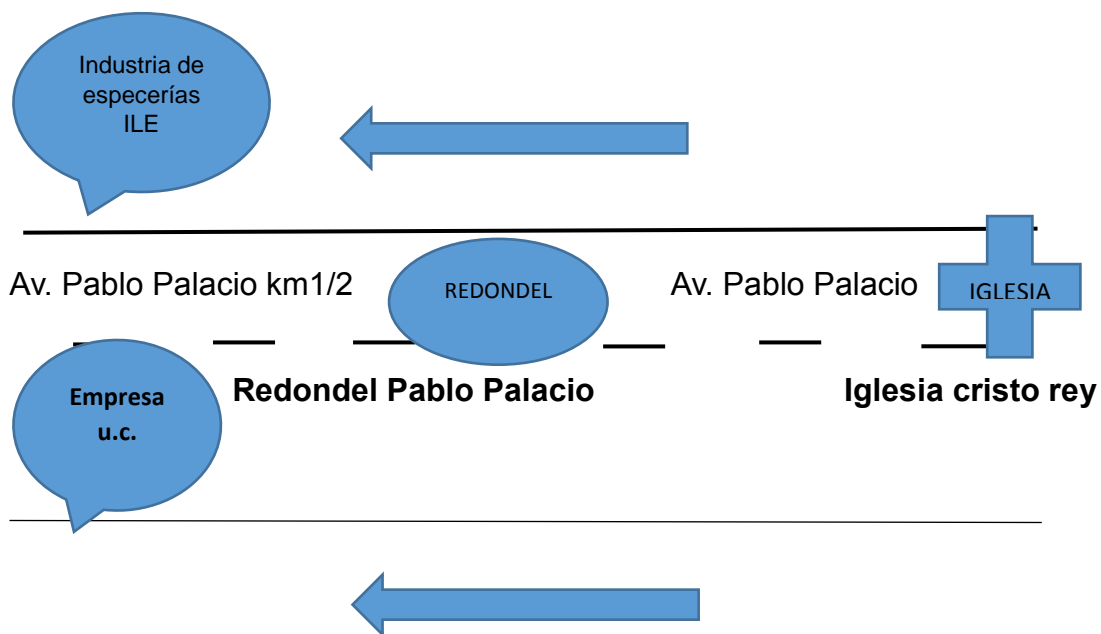 Industria de
especerías
ILE
Av. Pablo Palacio km1/2
REDONDEL
Av. Pablo Palacio
IGLESIA
Empresa
u.c.
Redondel Pablo Palacio
Iglesia cristo rey